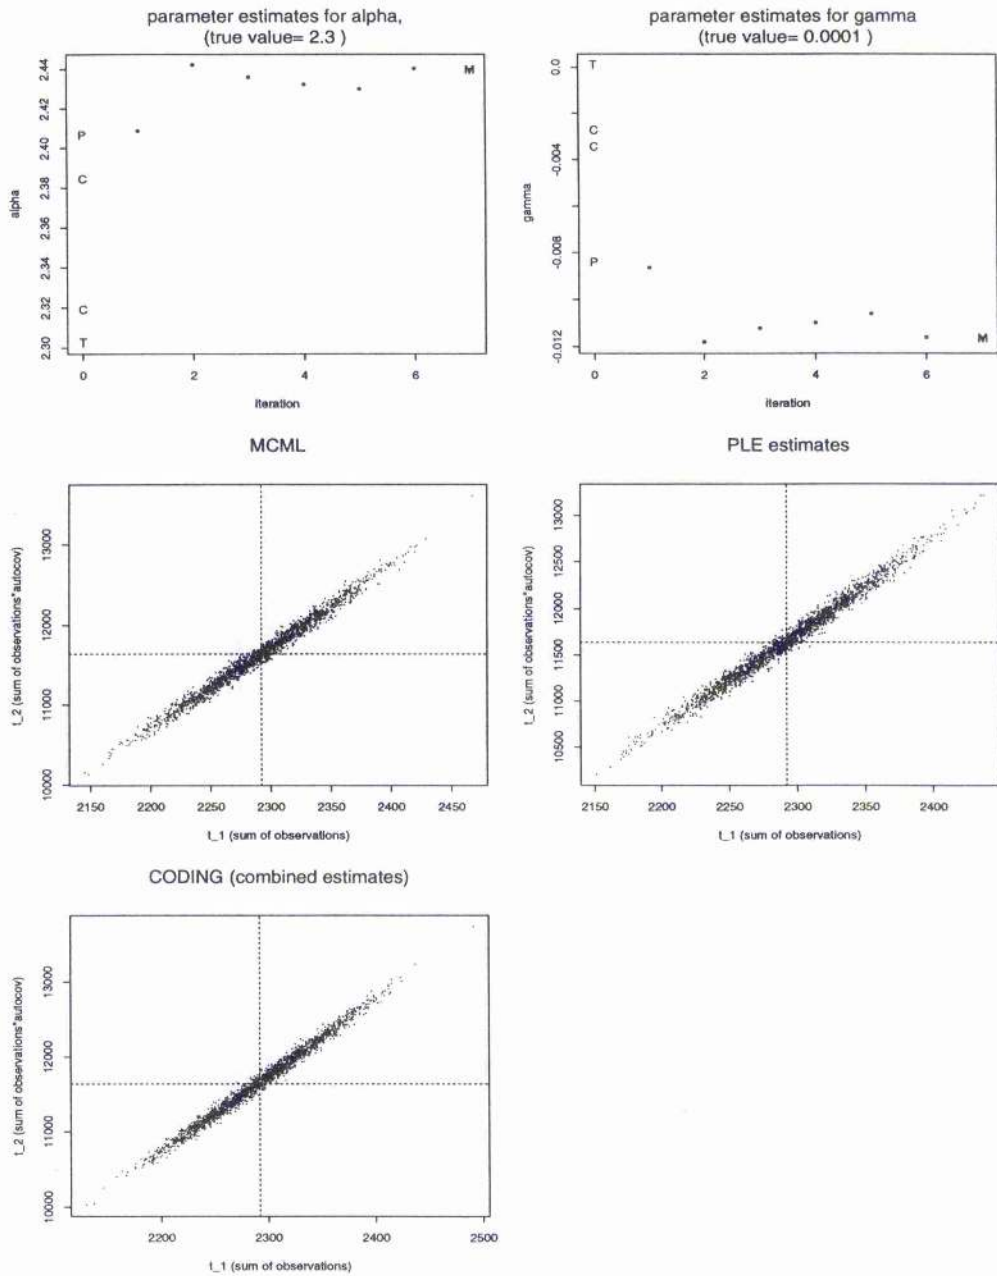 parameter estimates for alpha,
(true value= 2.3 )
alpha
2.30
2.32
2.34
2.36
2.38
2.40
2.42
2.44
P
C
C
T
M
0
2
4
6
iteration
parameter estimates for gamma
(true value= 0.0001 )
gamma
-0.012
-0.008
-0.004
0.0
T
C
C
P
M
0
2
4
6
iteration
MCML
t_2 (sum of observations*autocov)
10000
11000
12000
13000
2150
2200
2250
2300
2350
2400
2450
t_1 (sum of observations)
PLE estimates
t_2 (sum of observations*autocov)
10500
11000
11500
12000
12500
13000
2150
2200
2250
2300
2350
2400
t_1 (sum of observations)
CODING (combined estimates)
t_2 (sum of observations*autocov)
10000
11000
12000
13000
2200
2300
2400
2500
t_1 (sum of observations)